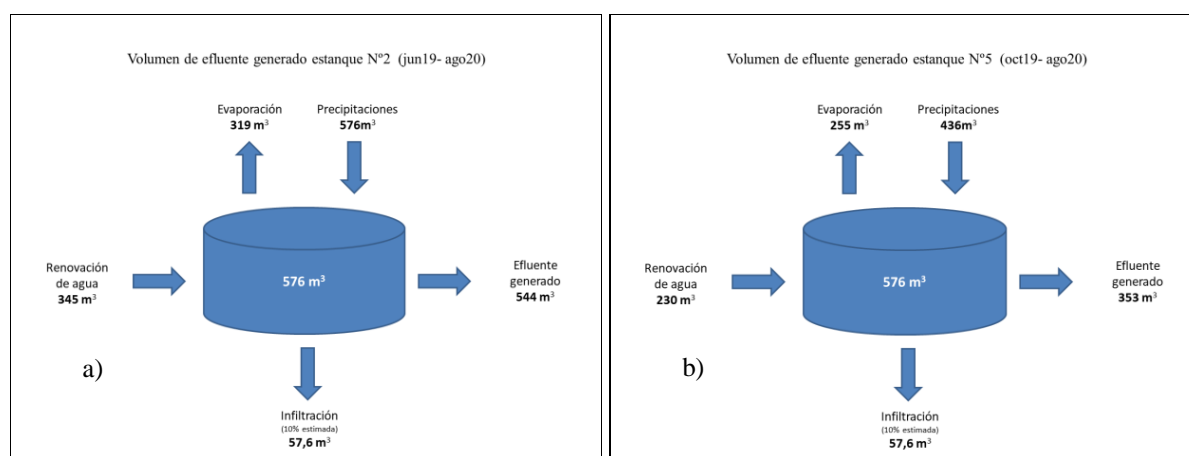 Volumen de efluente generado estanque Nº2 (jun19- ago20)
Evaporación
319 m³
Precipitaciones
576m³
Renovación
de agua
345 m³
576 m³
Efluente
generado
544 m³
a)
Infiltración
(10% estimada)
57,6 m³
Volumen de efluente generado estanque Nº5 (oct19- ago20)
Evaporación
255 m³
Precipitaciones
436m³
Renovación
de agua
230 m³
576 m³
Efluente
generado
353 m³
b)
Infiltración
(10% estimada)
57,6 m³